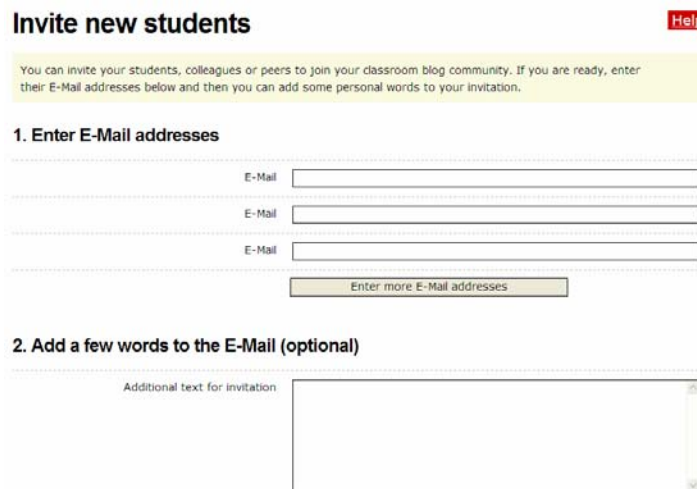 Invite new students
Help
You can invite your students, colleagues or peers to join your classroom blog community. If you are ready, enter
their E-Mail addresses below and then you can add some personal words to your invitation.
1. Enter E-Mail addresses
E-Mail
E-Mail
E-Mail
Enter more E-Mail addresses
2. Add a few words to the E-Mail (optional)
Additional text for invitation